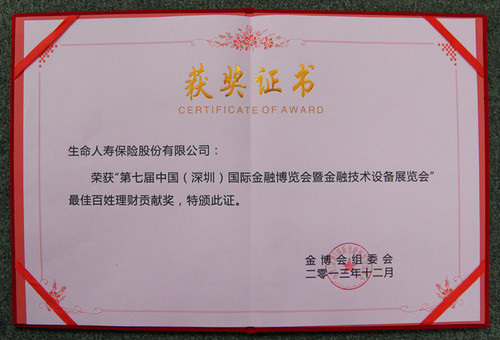 获奖证书
CERTIFICATE OF AWARD
生命人寿保险股份有限公司：
荣获“第七届中国（深圳）国际金融博览会暨金融技术设备展览会”
最佳百姓理财贡献奖，特颁此证。
金博会组委会
二零一三年十二月